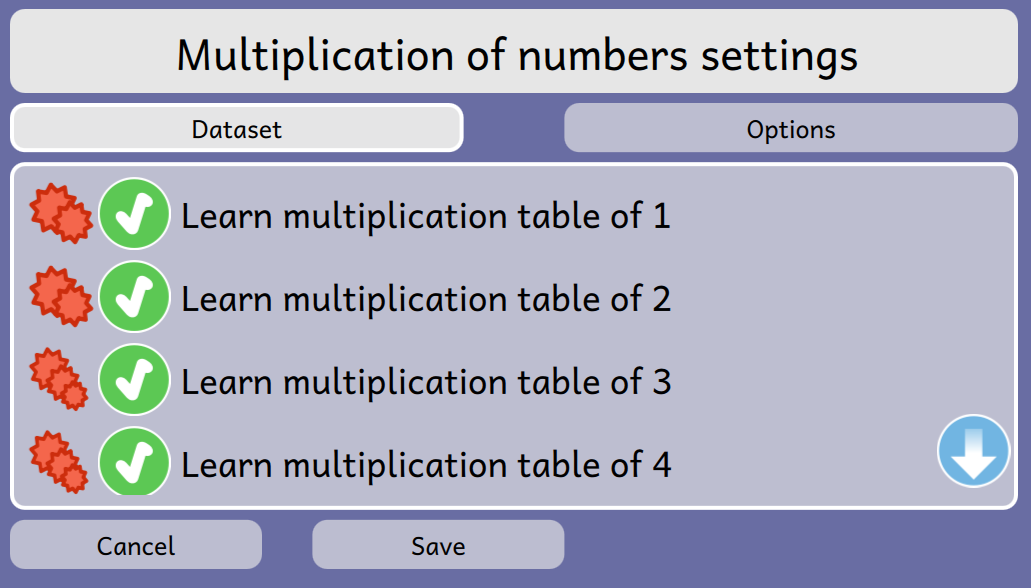 Multiplication of numbers settings
Dataset
Options
Learn multiplication table of 1
Learn multiplication table of 2
Learn multiplication table of 3
Learn multiplication table of 4
Cancel
Save